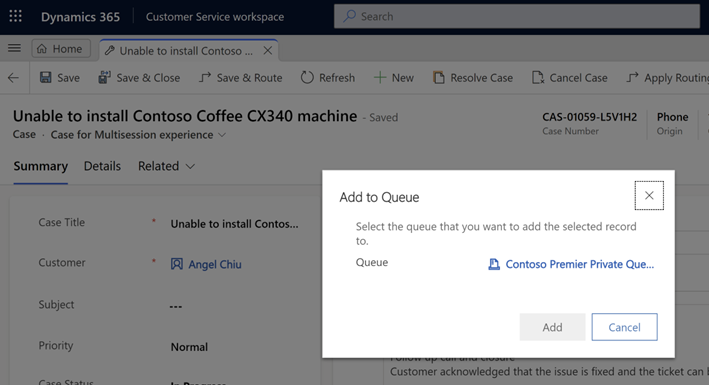 Dynamics 365 Customer Service workspace Search
Home Unable to install Contoso ...
Save Save & Close Save & Route Refresh New Resolve Case Cancel Case Apply Routing
Unable to install Contoso Coffee CX340 machine - Saved
Case · Case for Multisession experience
CAS-01059-L5V1H2 Phone
Case Number Origin
Summary Details Related
Add to Queue
Select the queue that you want to add the selected record
to.
Queue Contoso Premier Private Que...
Add Cancel
Case Title * Unable to install Contos...
Customer * Angel Chiu
Subject ---
Priority Normal
Case Status In Progress
Follow up call and closure
Customer acknowledged that the issue is fixed and the ticket can b